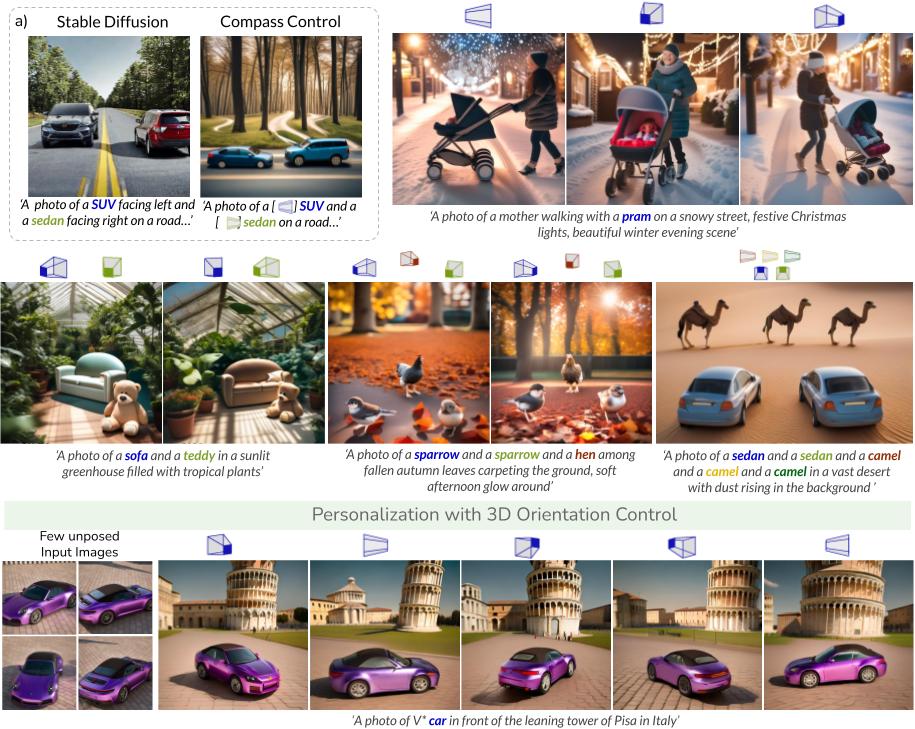 a)
Stable Diffusion
Compass Control
'A photo of a SUV facing left and
a sedan facing right on a road...'
'A photo of a [ ] SUV and a
[ ] sedan on a road...'
'A photo of a mother walking with a pram on a snowy street, festive Christmas
lights, beautiful winter evening scene'
'A photo of a sofa and a teddy in a sunlit
greenhouse filled with tropical plants'
'A photo of a sparrow and a sparrow and a hen among
fallen autumn leaves carpeting the ground, soft
afternoon glow around'
'A photo of a sedan and a sedan and a camel
and a camel and a camel in a vast desert
with dust rising in the background '
Personalization with 3D Orientation Control
Few unposed
Input Images
'A photo of V* car in front of the leaning tower of Pisa in Italy'